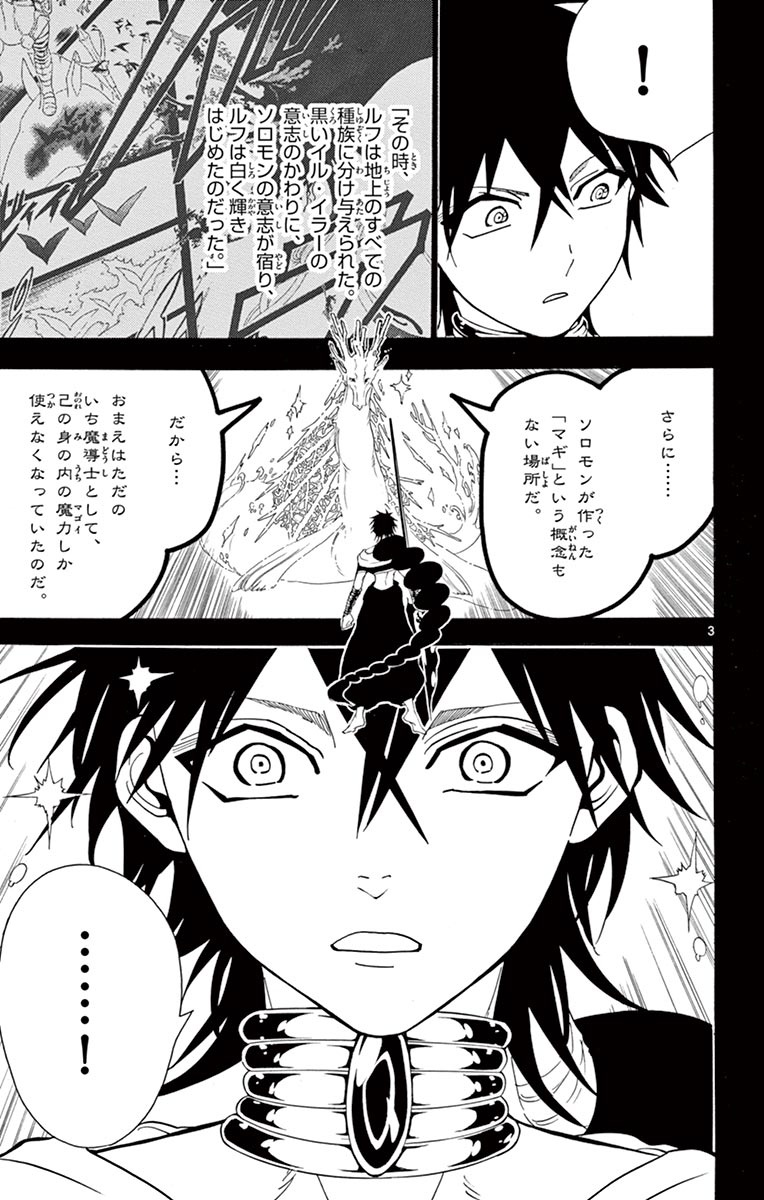 !
「その時、
ルフは地上のすべての
種族に分け与えられた。
黒いイル・イラーの
意志のかわりに、
ソロモンの意志が宿り、
ルフは白く輝き
はじめたのだった。」
さらに……
ソロモンが作った
「マギ」という概念も
ない場所だ。
だから…
おまえはただの
いち魔導士として、
己の身の内の魔力しか
使えなくなっていたのだ。
3
……!